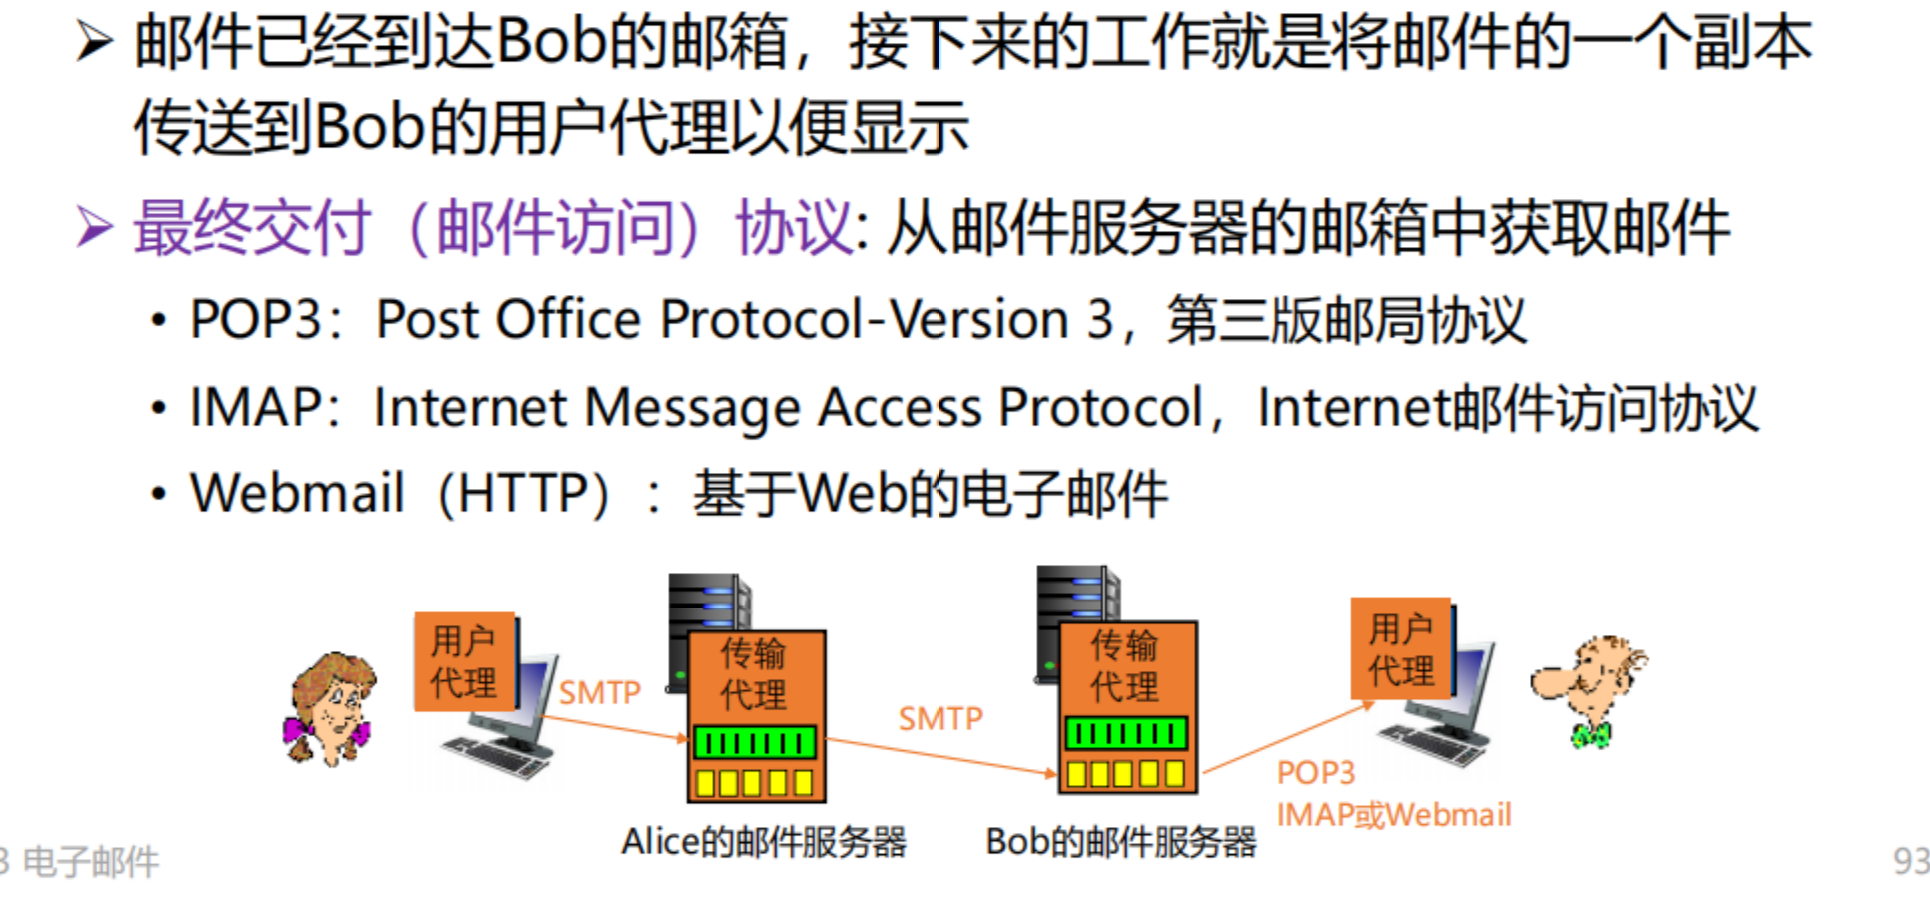 ➢ 邮件已经到达Bob的邮箱，接下来的工作就是将邮件的一个副本
传送到Bob的用户代理以便显示
➢ 最终交付（邮件访问）协议: 从邮件服务器的邮箱中获取邮件
• POP3：Post Office Protocol-Version 3，第三版邮局协议
• IMAP：Internet Message Access Protocol，Internet邮件访问协议
• Webmail（HTTP）：基于Web的电子邮件
用户
代理
SMTP
传输
代理
SMTP
传输
代理
用户
代理
POP3
IMAP或Webmail
Alice的邮件服务器
Bob的邮件服务器
3 电子邮件
93